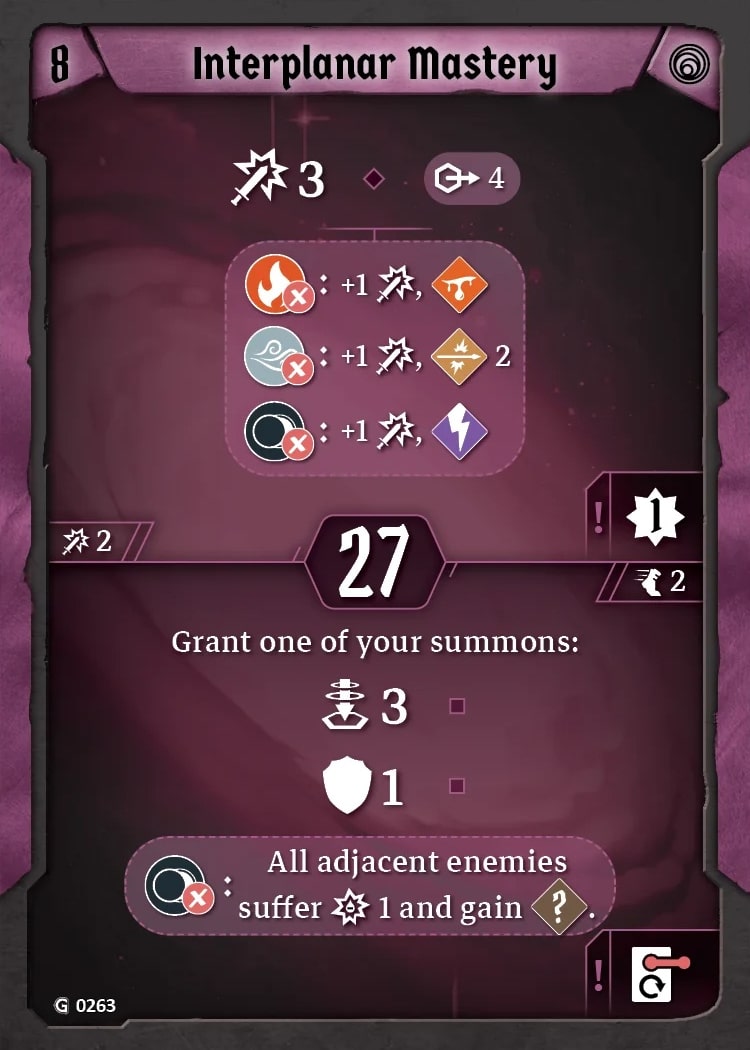 8 Interplanar Mastery
3 4
: +1 ,
: +1 , 2
: +1 ,
! 1
2 27
2
Grant one of your summons:
3
1
: All adjacent enemies
suffer 1 and gain ? .
!
G 0263